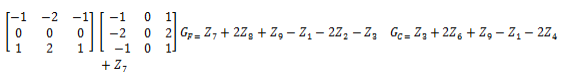 [−1 −2 −1] [−1 0 1]
[0 0 0] [−2 0 2] G_F= Z_7 + 2Z_8 + Z_9 − Z_1 − 2Z_2 − Z_3 G_C= Z_3 + 2Z_6 + Z_9 − Z_1 − 2Z_4
[1 2 1] [−1 0 1]
+ Z_7